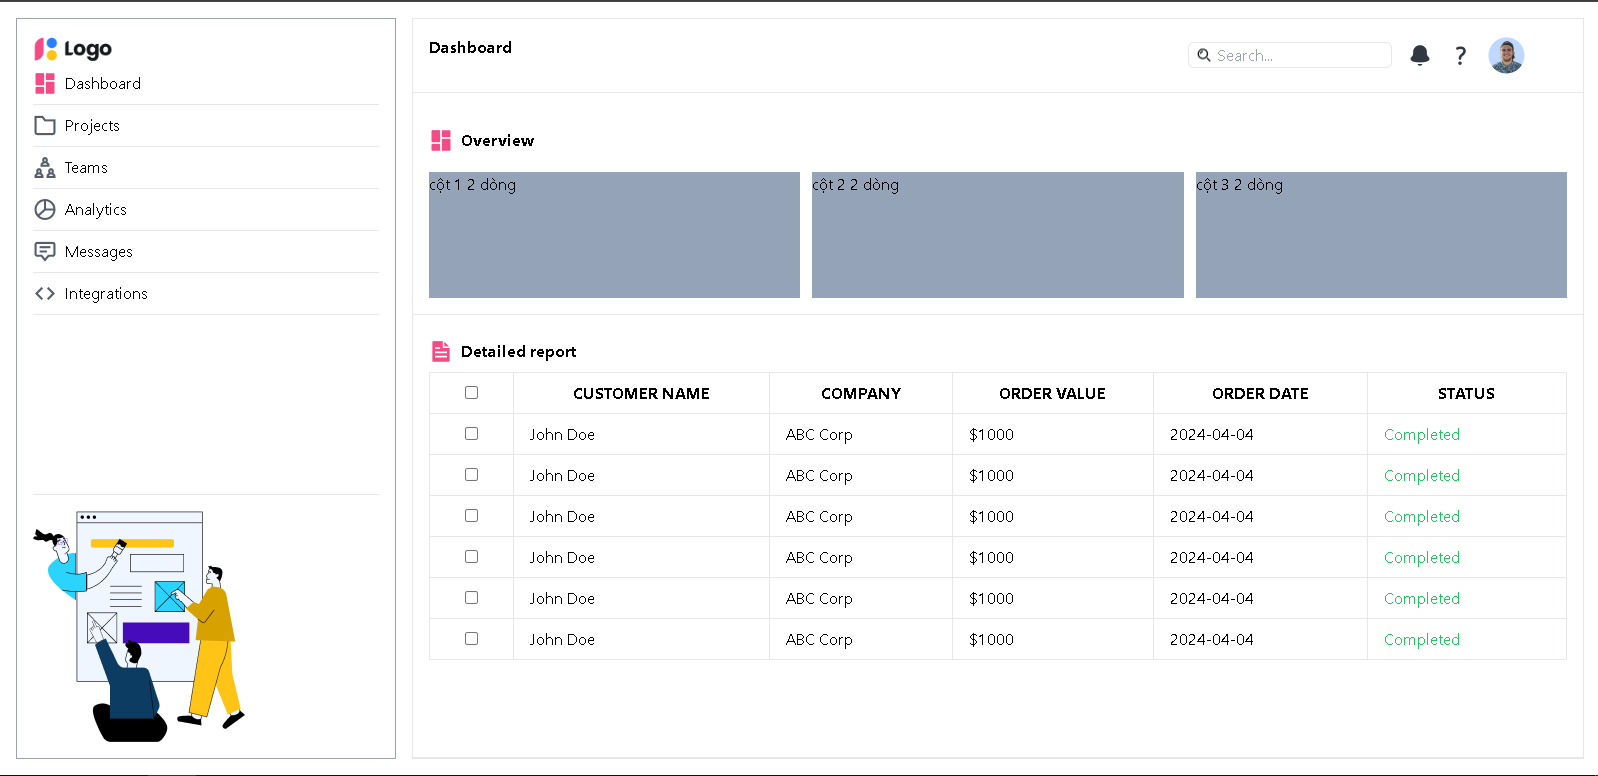 Logo
Dashboard
Projects
Teams
Analytics
Messages
Integrations
Dashboard
Search...
?
Overview
cột 1 2 dòng
cột 2 2 dòng
cột 3 2 dòng
Detailed report
CUSTOMER NAME COMPANY ORDER VALUE ORDER DATE STATUS
John Doe ABC Corp $1000 2024-04-04 Completed
John Doe ABC Corp $1000 2024-04-04 Completed
John Doe ABC Corp $1000 2024-04-04 Completed
John Doe ABC Corp $1000 2024-04-04 Completed
John Doe ABC Corp $1000 2024-04-04 Completed
John Doe ABC Corp $1000 2024-04-04 Completed